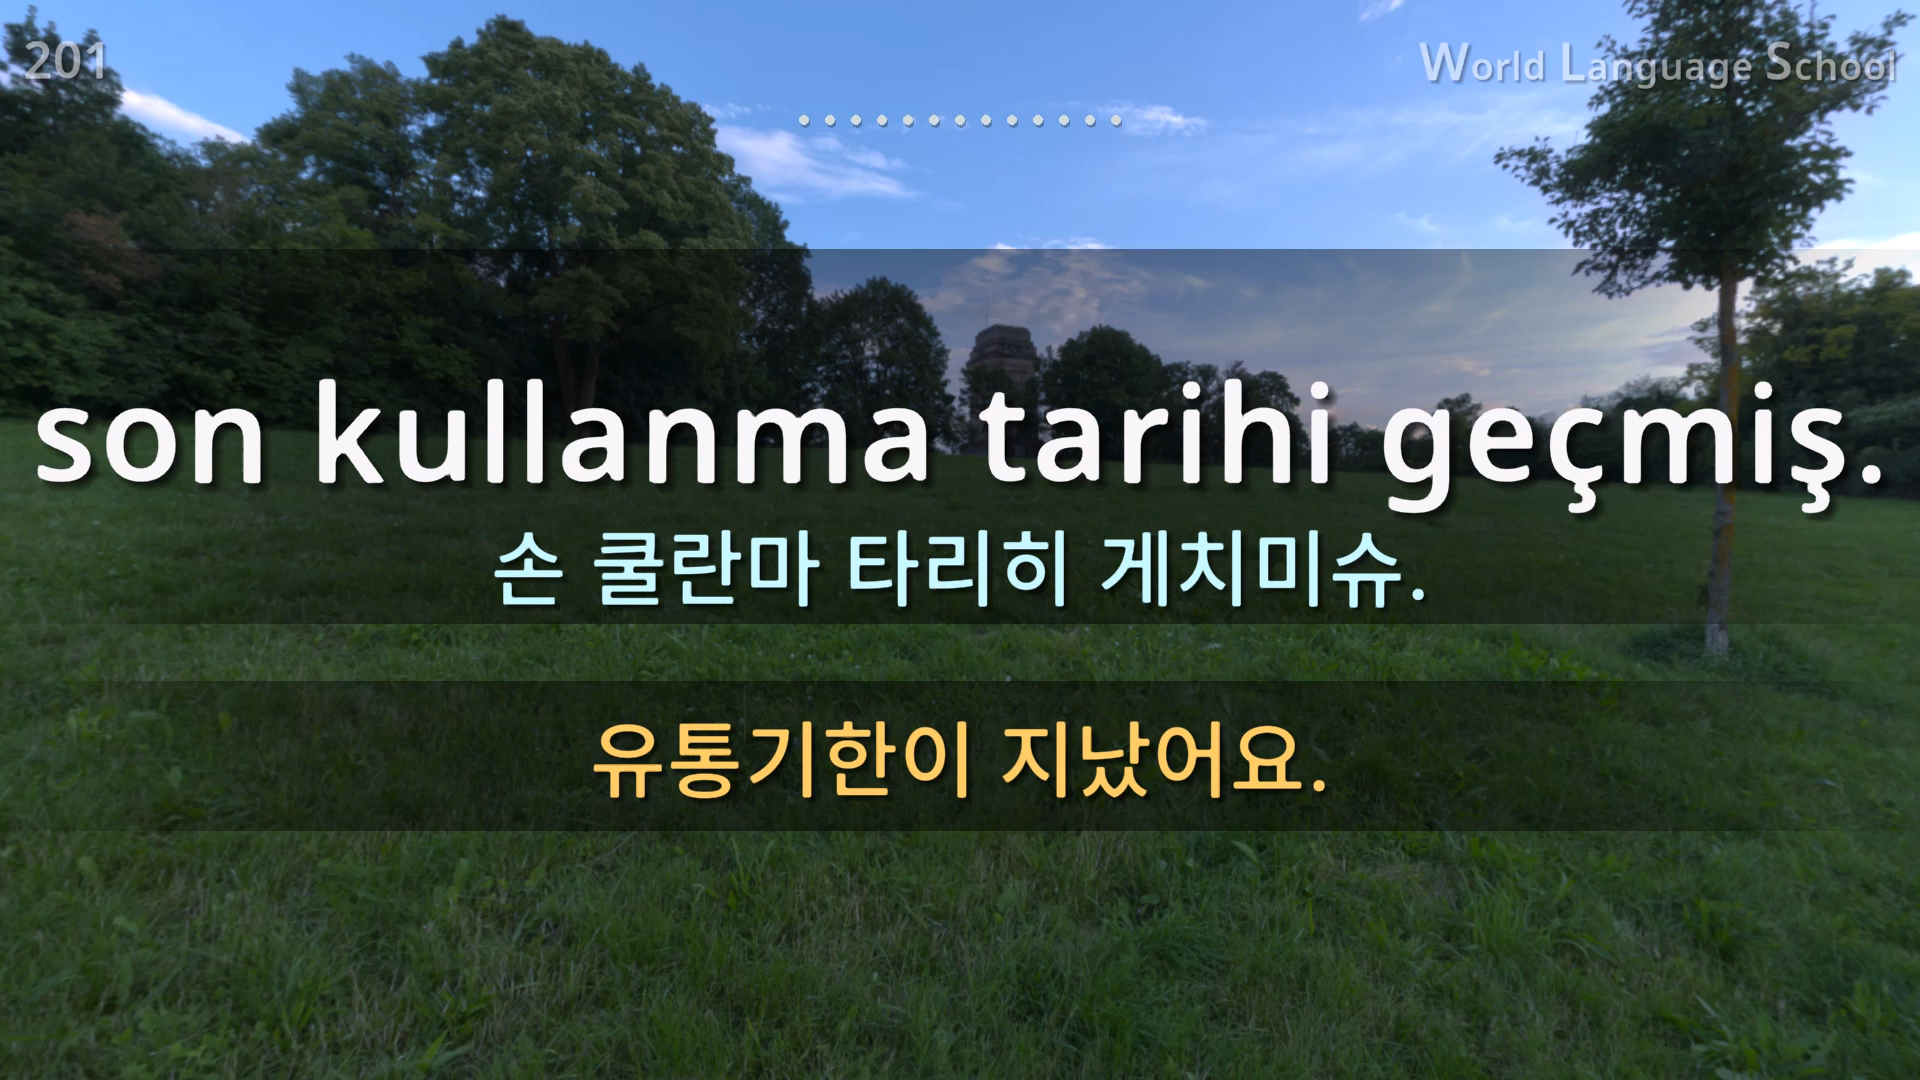 201
World Language School
.............
son kullanma tarihi geçmiş.
손 쿨란마 타리히 게치미슈.
유통기한이 지났어요.